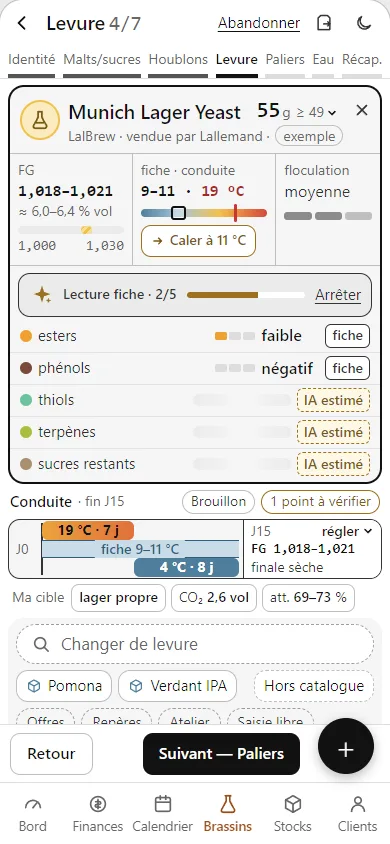 Levure 4/7 Abandonner
Identité Malts/sucres Houblons Levure Paliers Eau Récap.
Munich Lager Yeast 55 g ≥ 49
LalBrew · vendue par Lallemand · exemple
FG
1,018–1,021
≈ 6,0–6,4 % vol
1,000 1,030
fiche · conduite
9–11 · 19 °C
→ Caler à 11 °C
floculation
moyenne
Lecture fiche · 2/5 Arrêter
esters faible fiche
phénols négatif fiche
thiols IA estimé
terpènes IA estimé
sucres restants IA estimé
Conduite · fin J15 Brouillon 1 point à vérifier
J0
19 °C · 7 j
fiche 9–11 °C
4 °C · 8 j
J15 régler
FG 1,018–1,021
finale sèche
Ma cible lager propre CO₂ 2,6 vol att. 69–73 %
Changer de levure
Pomona Verdant IPA Hors catalogue
Offres Repères Atelier Saisie libre
Retour Suivant — Paliers +
Bord Finances Calendrier Brassins Stocks Clients